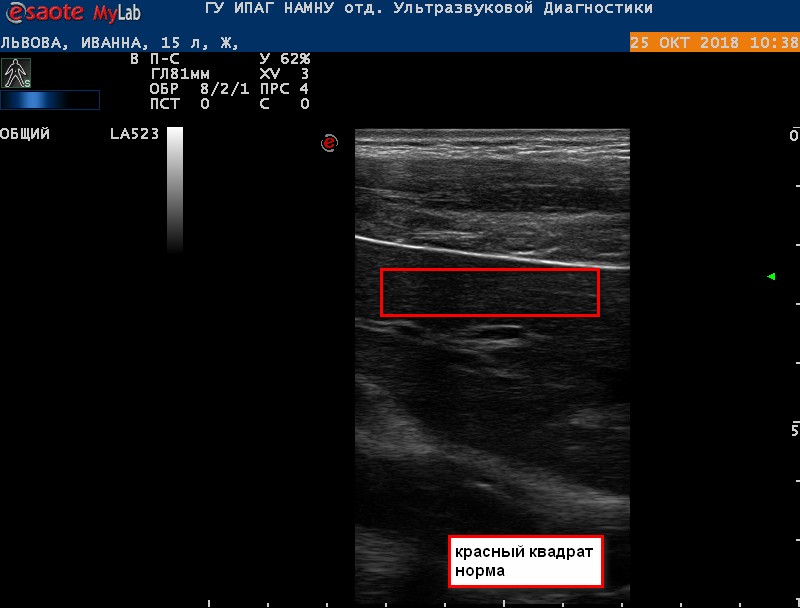 esaote MyLab ГУ ИПАГ НАМНУ отд. Ультразвуковой Диагностики
ЛЬВОВА, ИВАННА, 15 л, Ж, 25 ОКТ 2018 10:38
В П-С У 62%
ГЛ81мм XV 3
ОБР 8/2/1 ПРС 4
ПСТ 0 С 0
S
ОБЩИЙ LA523
e
0
5
красный квадрат
норма